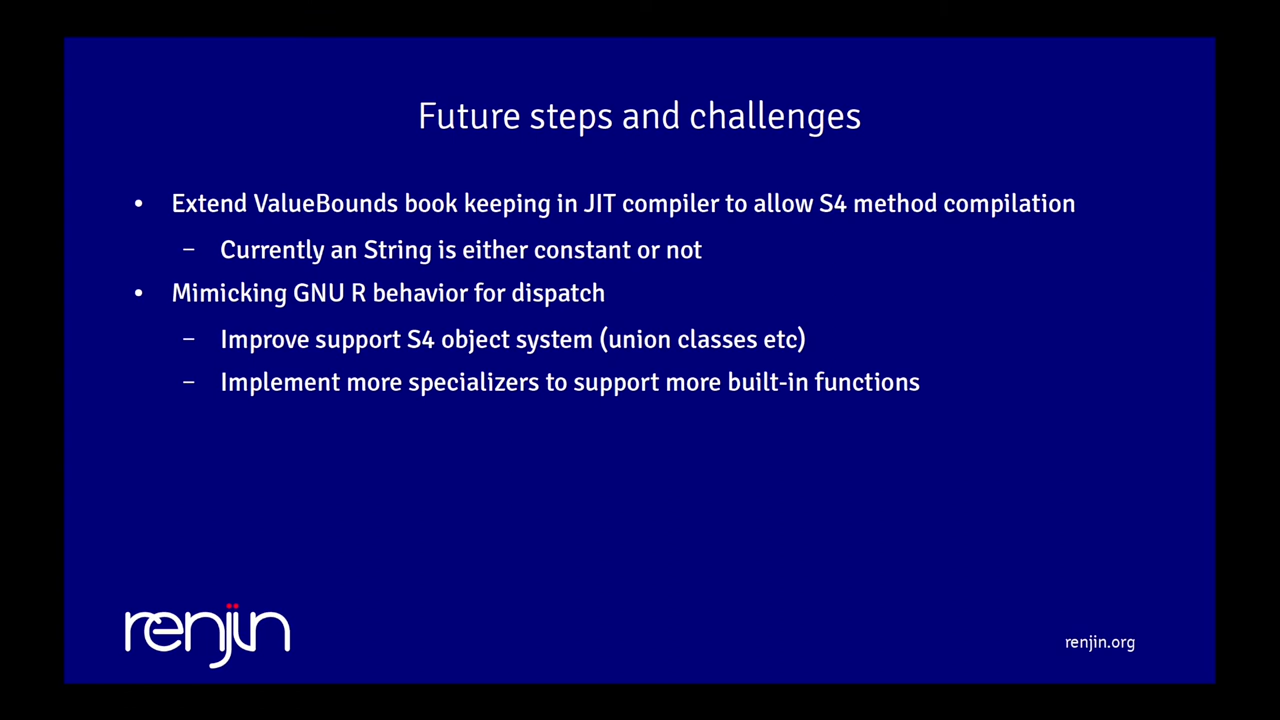 Future steps and challenges
• Extend ValueBounds book keeping in JIT compiler to allow S4 method compilation
– Currently an String is either constant or not
• Mimicking GNU R behavior for dispatch
– Improve support S4 object system (union classes etc)
– Implement more specializers to support more built-in functions
renjin
renjin.org